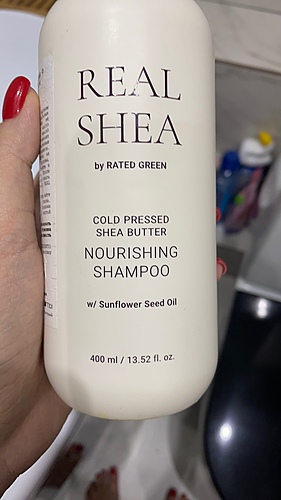 REAL
SHEA
by RATED GREEN
COLD PRESSED
SHEA BUTTER
NOURISHING
SHAMPOO
w/ Sunflower Seed Oil
400 ml / 13.52 fl. oz.